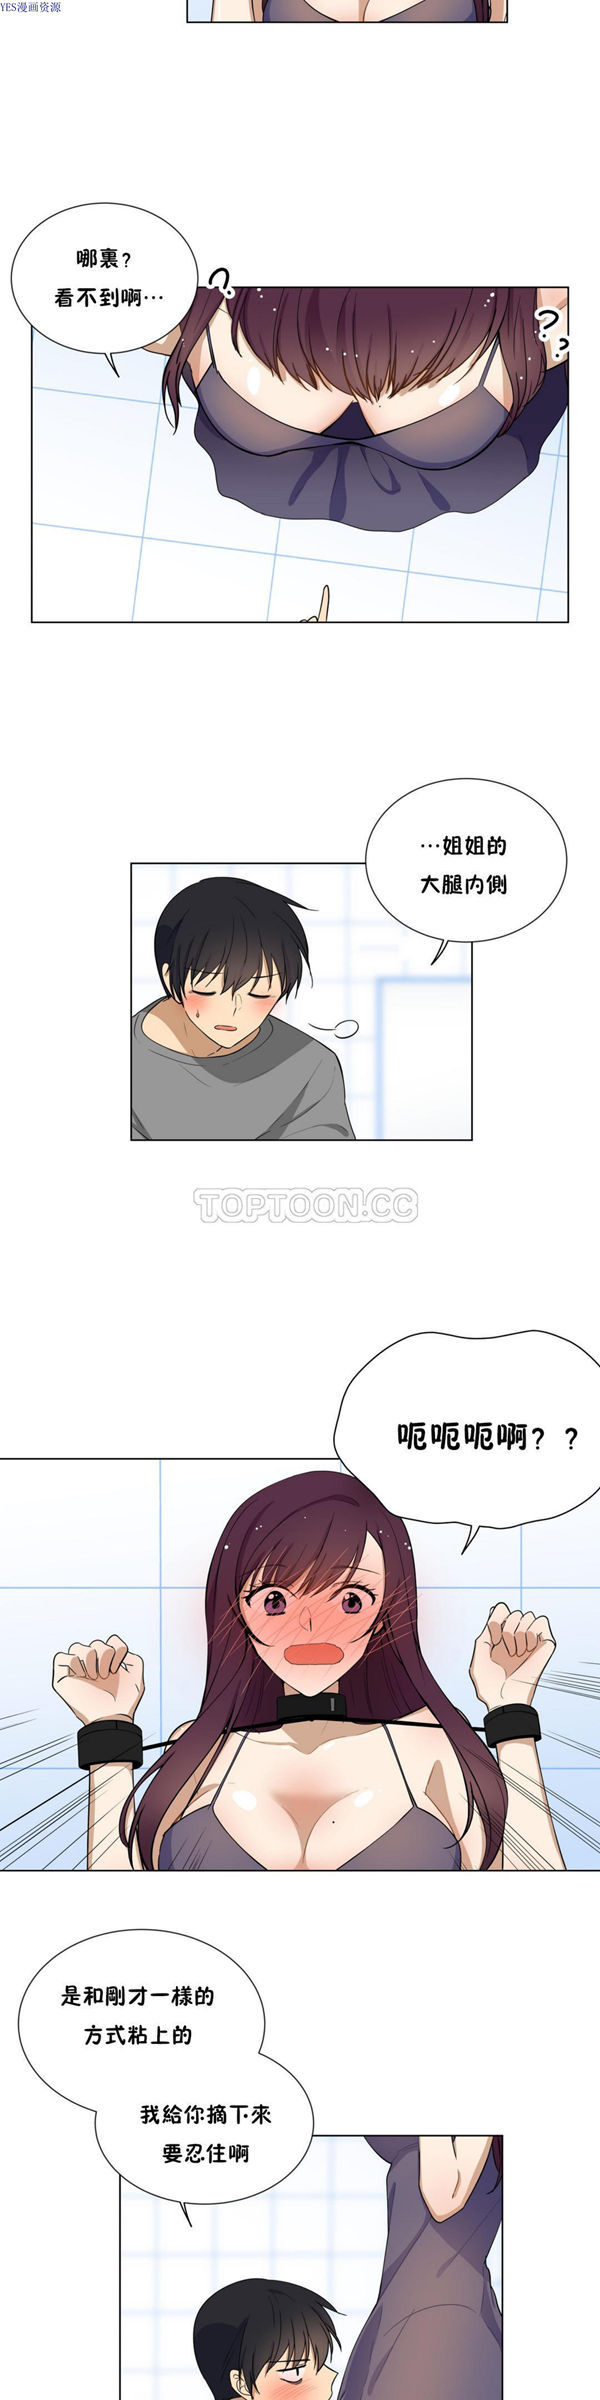 YES漫画资源
哪裏?
看不到啊…
?
?
?
…姐姐的
大腿内側
TOPTOON.CC
呃呃呃啊? ?
是和剛才一樣的
方式粘上的
我給你摘下來
要忍住啊